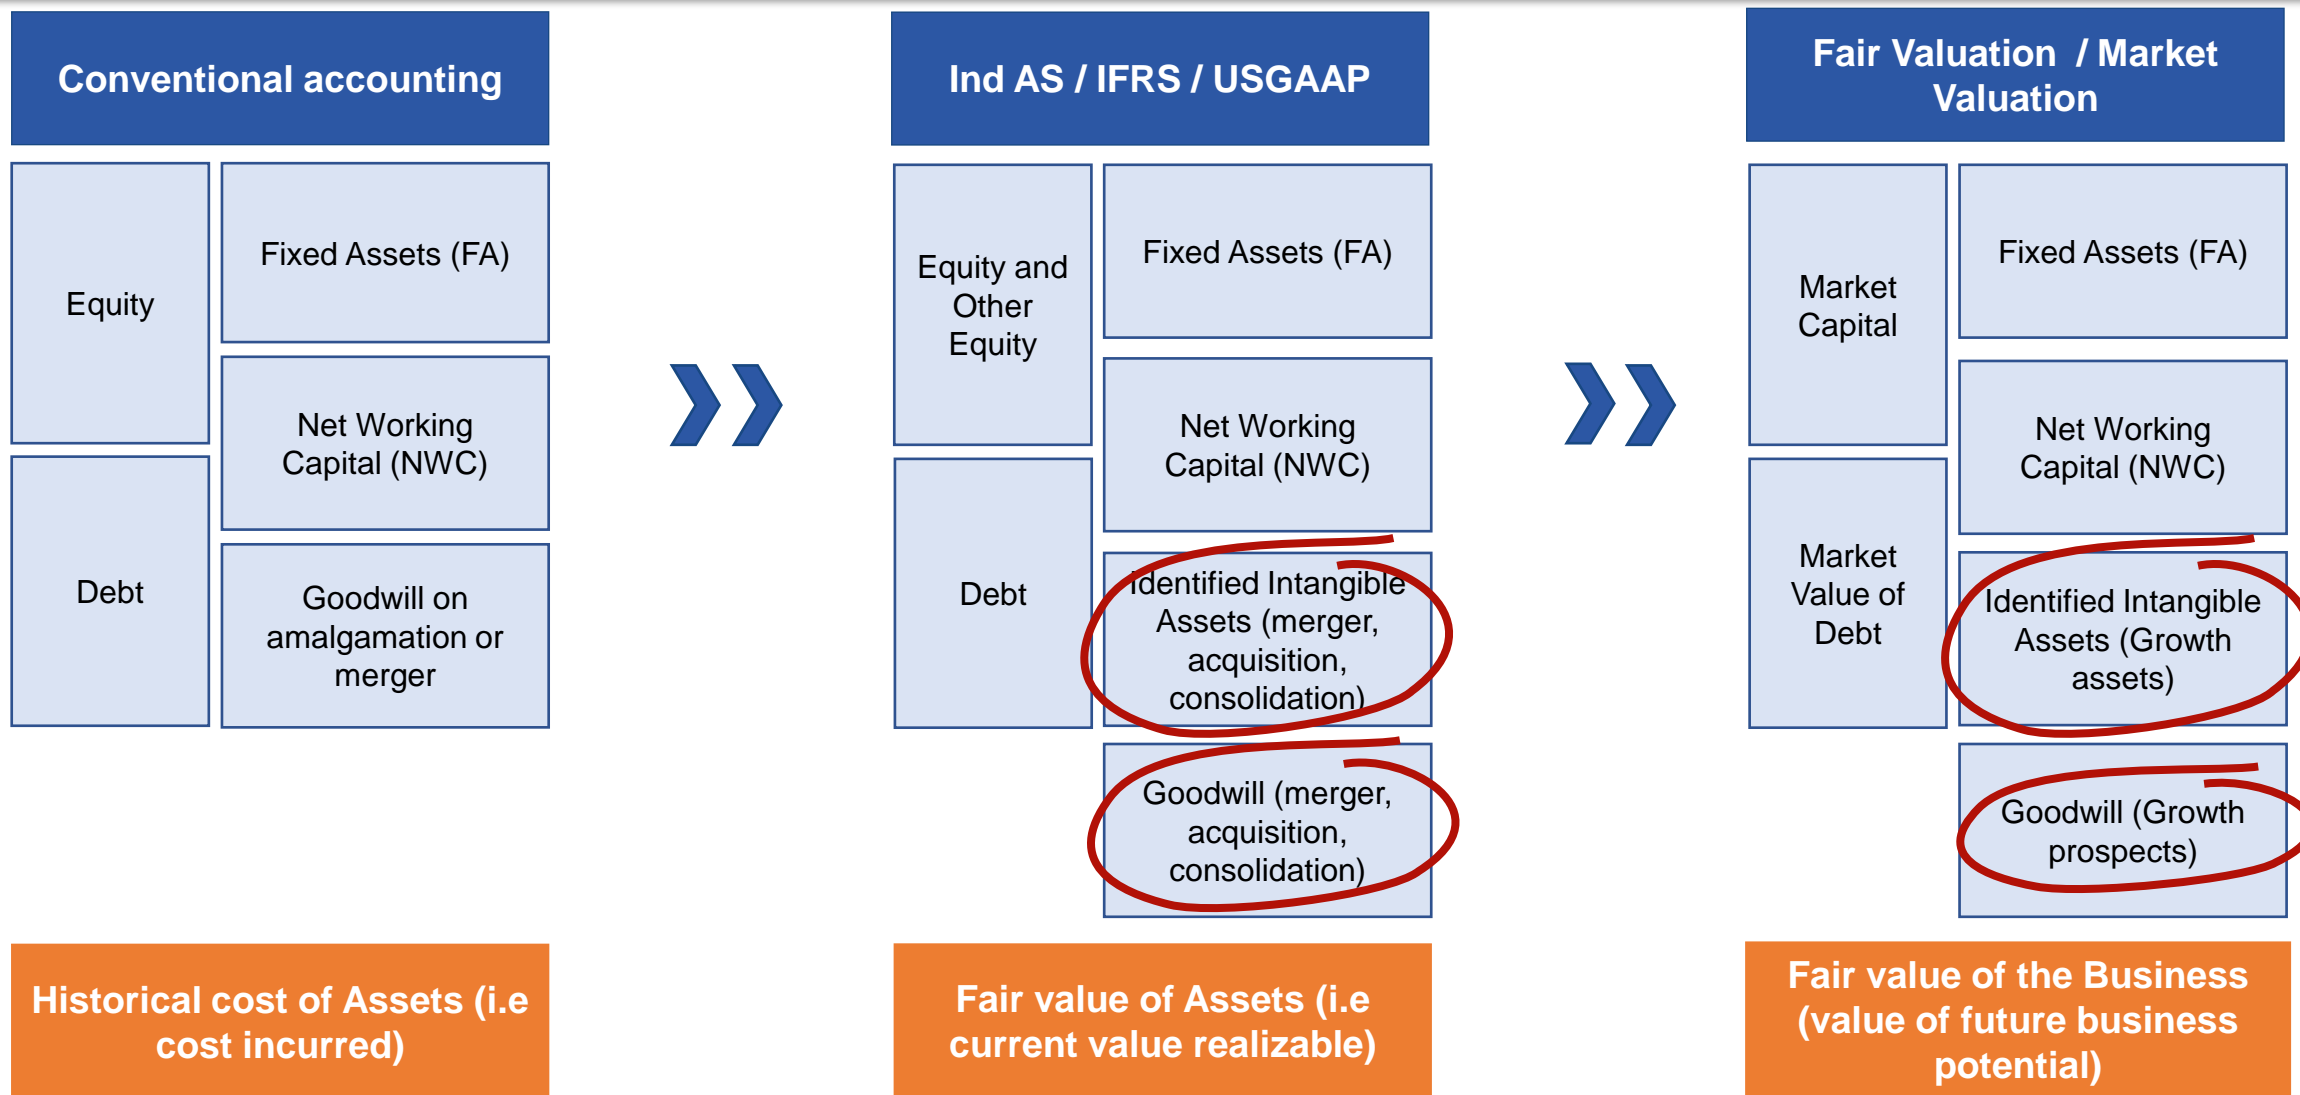 Conventional accounting
Equity
Debt
Fixed Assets (FA)
Net Working
Capital (NWC)
Goodwill on
amalgamation or
merger
Historical cost of Assets (i.e
cost incurred)
Ind AS / IFRS / USGAAP
Equity and
Other
Equity
Debt
Fixed Assets (FA)
Net Working
Capital (NWC)
Identified Intangible
Assets (merger,
acquisition,
consolidation)
Goodwill (merger,
acquisition,
consolidation)
Fair value of Assets (i.e
current value realizable)
Fair Valuation / Market
Valuation
Market
Capital
Market
Value of
Debt
Fixed Assets (FA)
Net Working
Capital (NWC)
Identified Intangible
Assets (Growth
assets)
Goodwill (Growth
prospects)
Fair value of the Business
(value of future business
potential)